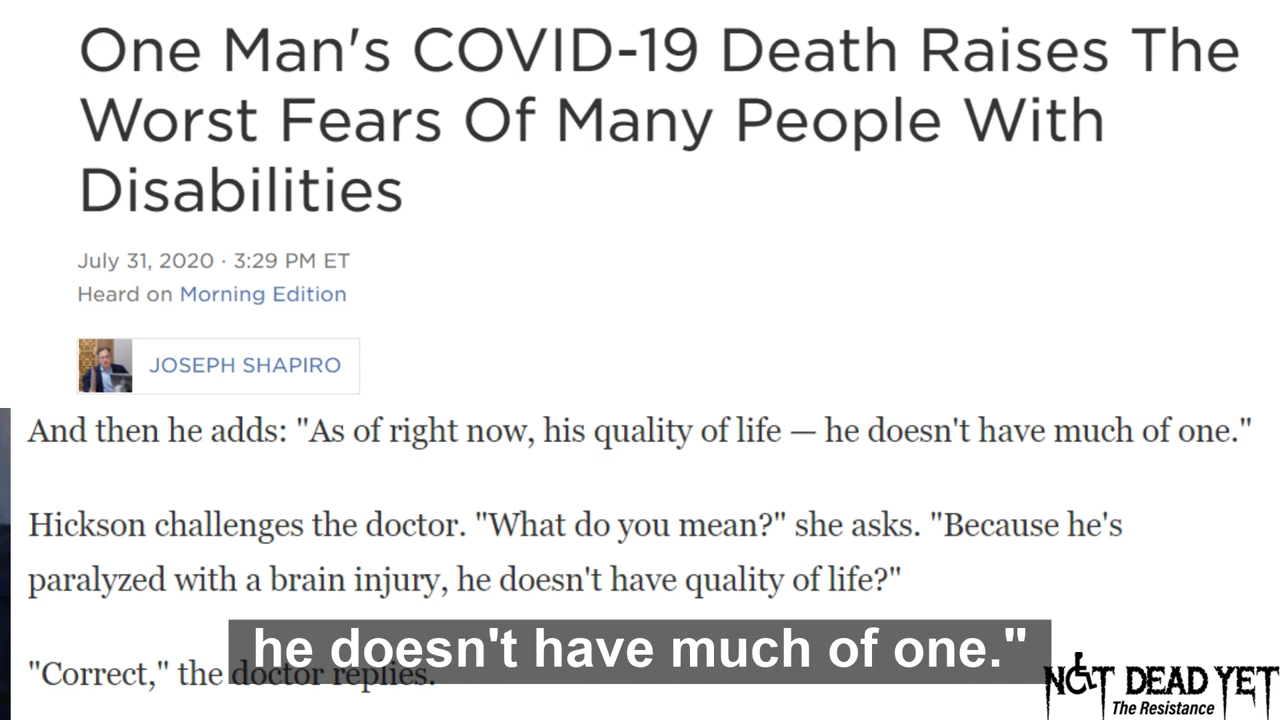 One Man's COVID-19 Death Raises The
Worst Fears Of Many People With
Disabilities
July 31, 2020 · 3:29 PM ET
Heard on Morning Edition
JOSEPH SHAPIRO
And then he adds: "As of right now, his quality of life — he doesn't have much of one."
Hickson challenges the doctor. "What do you mean?" she asks. "Because he's
paralyzed with a brain injury, he doesn't have quality of life?"
he doesn't have much of one."
"Correct," the doctor replies.
NOT DEAD YET
The Resistance